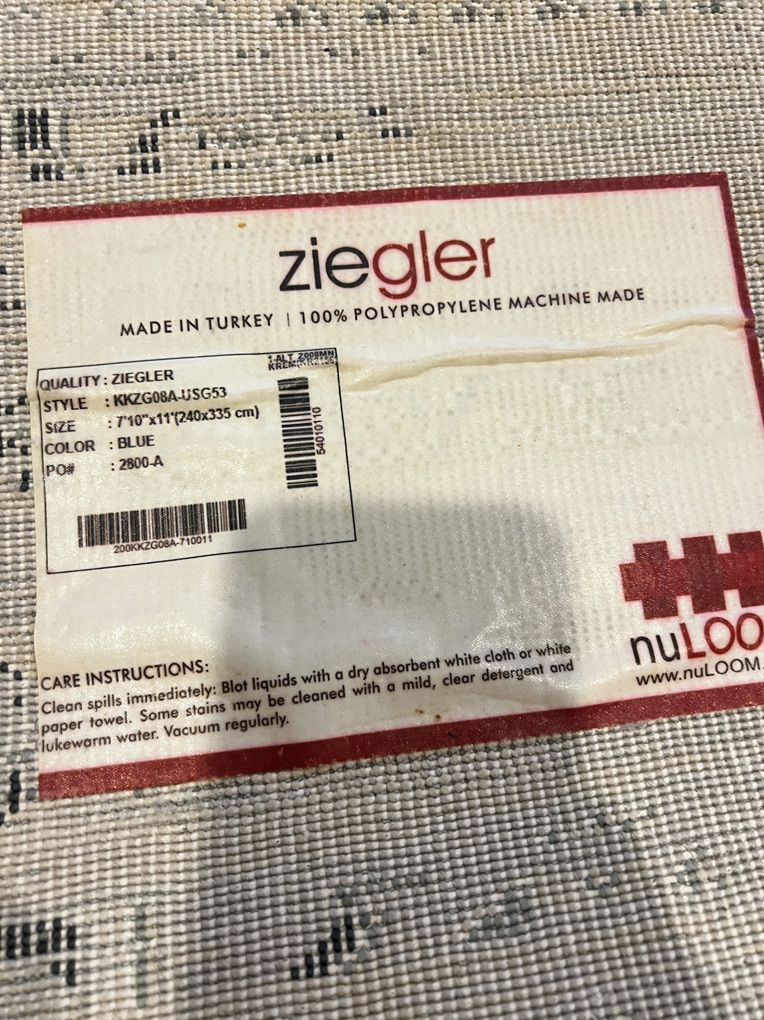 ziegler
MADE IN TURKEY | 100% POLYPROPYLENE MACHINE MADE
QUALITY : ZIEGLER
STYLE : KKZG08A-USG53
SIZE : 7'10"x11'(240x335 cm)
COLOR : BLUE
PO# : 2800-A
54010110
200KKZG08A-710011
nuLOO
www.nuLOOM.
CARE INSTRUCTIONS:
Clean spills immediately: Blot liquids with a dry absorbent white cloth or white
paper towel. Some stains may be cleaned with a mild, clear detergent and
lukewarm water. Vacuum regularly.